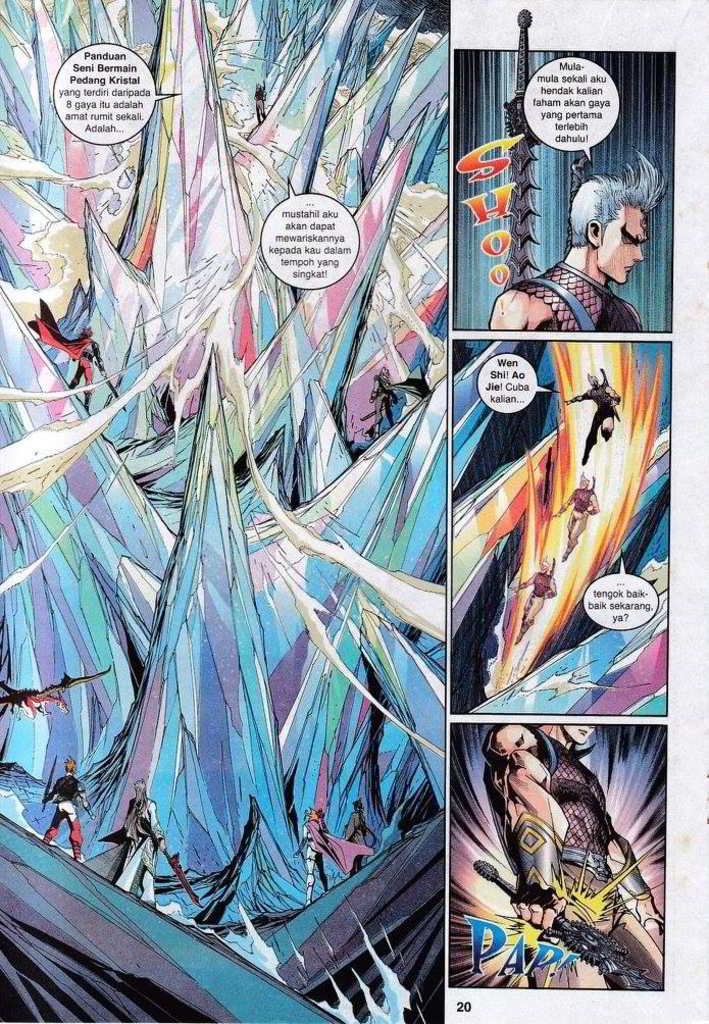 Panduan
Seni Bermain
Pedang Kristal
yang terdiri daripada
8 gaya itu adalah
amat rumit sekali.
Adalah...
...
mustahil aku
akan dapat
mewariskannya
kepada kau dalam
tempoh yang
singkat!
Mula-
mula sekali aku
hendak kalian
faham akan gaya
yang pertama
terlebih
dahulu!
SHOO
Wen
Shi! Ao
Jie! Cuba
kalian...
...
tengok baik-
baik sekarang,
ya?
PAP!
20